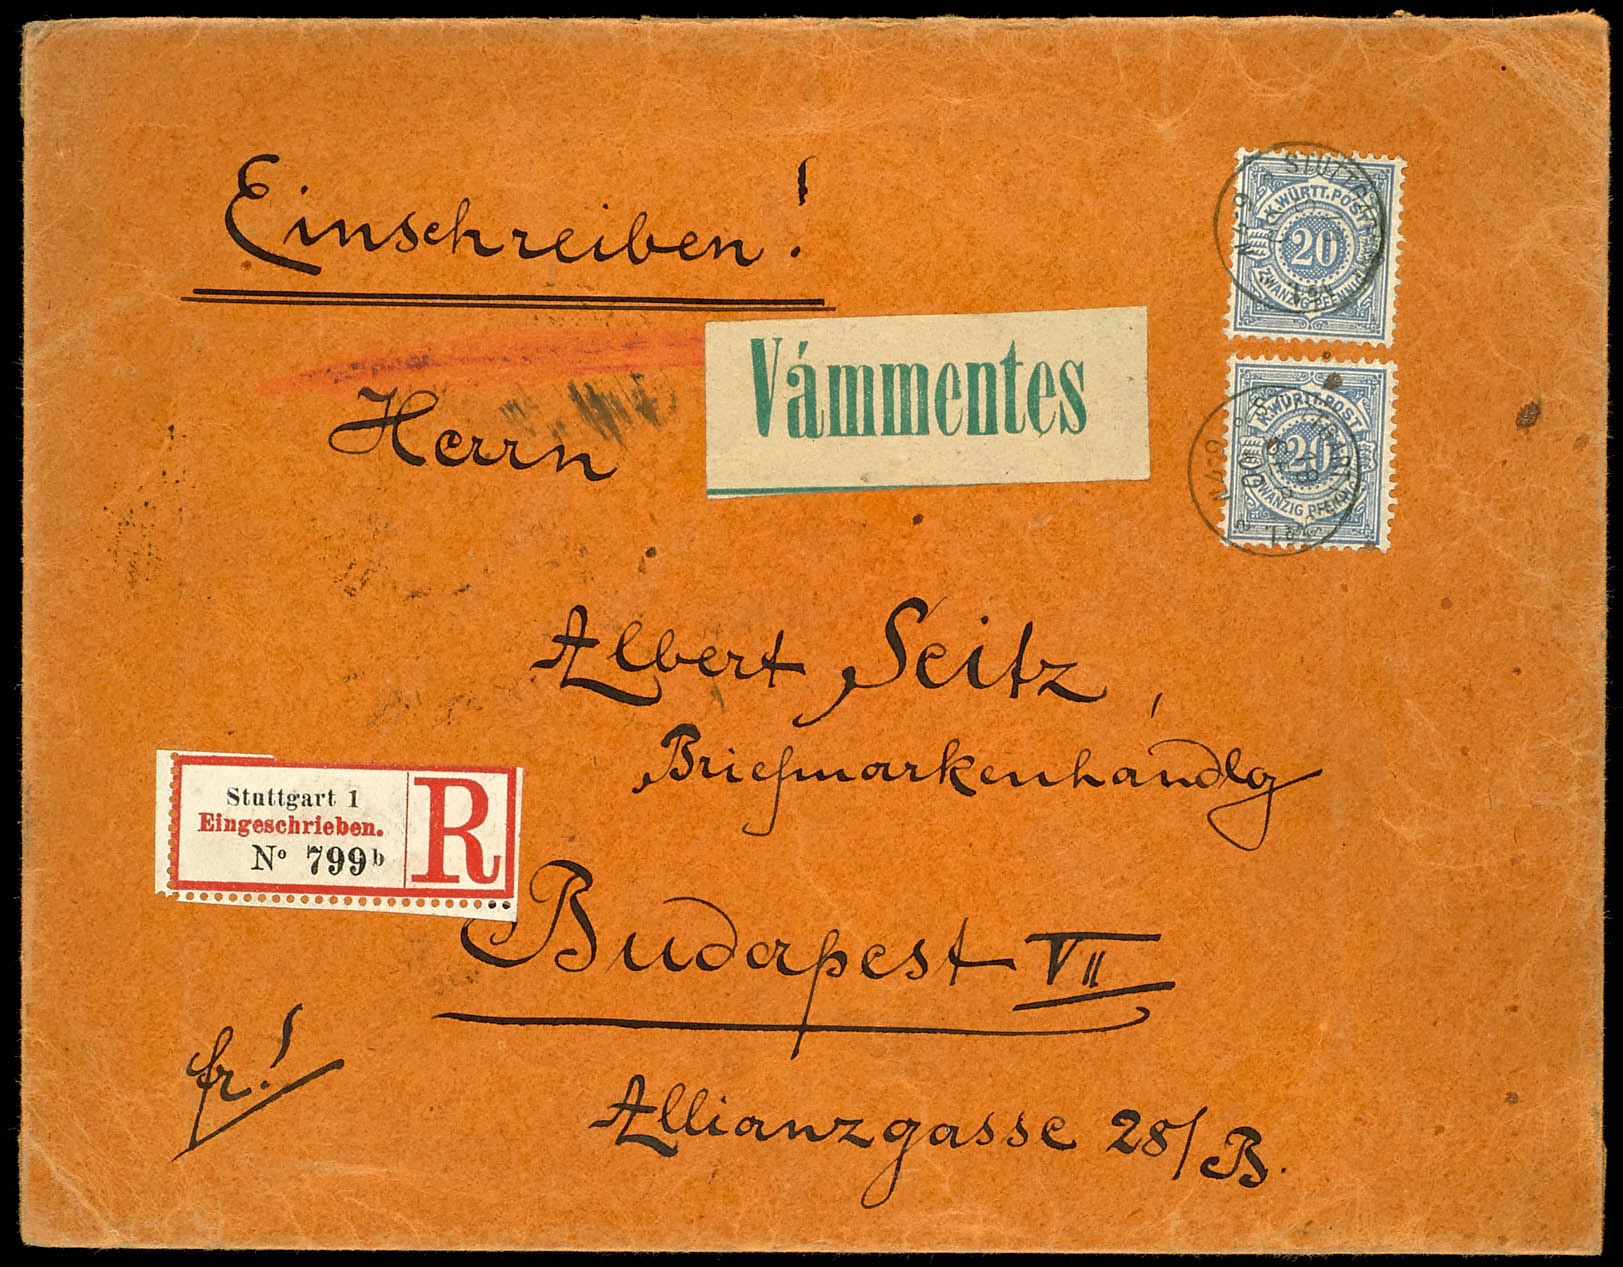 Einschreiben!
Herrn
Vámmentes
K. WÜRTT. POST
20
ZWANZIG PFENNIG
K. WÜRTT. POST
20
ZWANZIG PFENNIG
Albert Seitz,
Briefmarkenhandlg
Stuttgart 1
Eingeschrieben.
No 799b
R
Budapest VII
fr!
Allianzgasse 28/B.